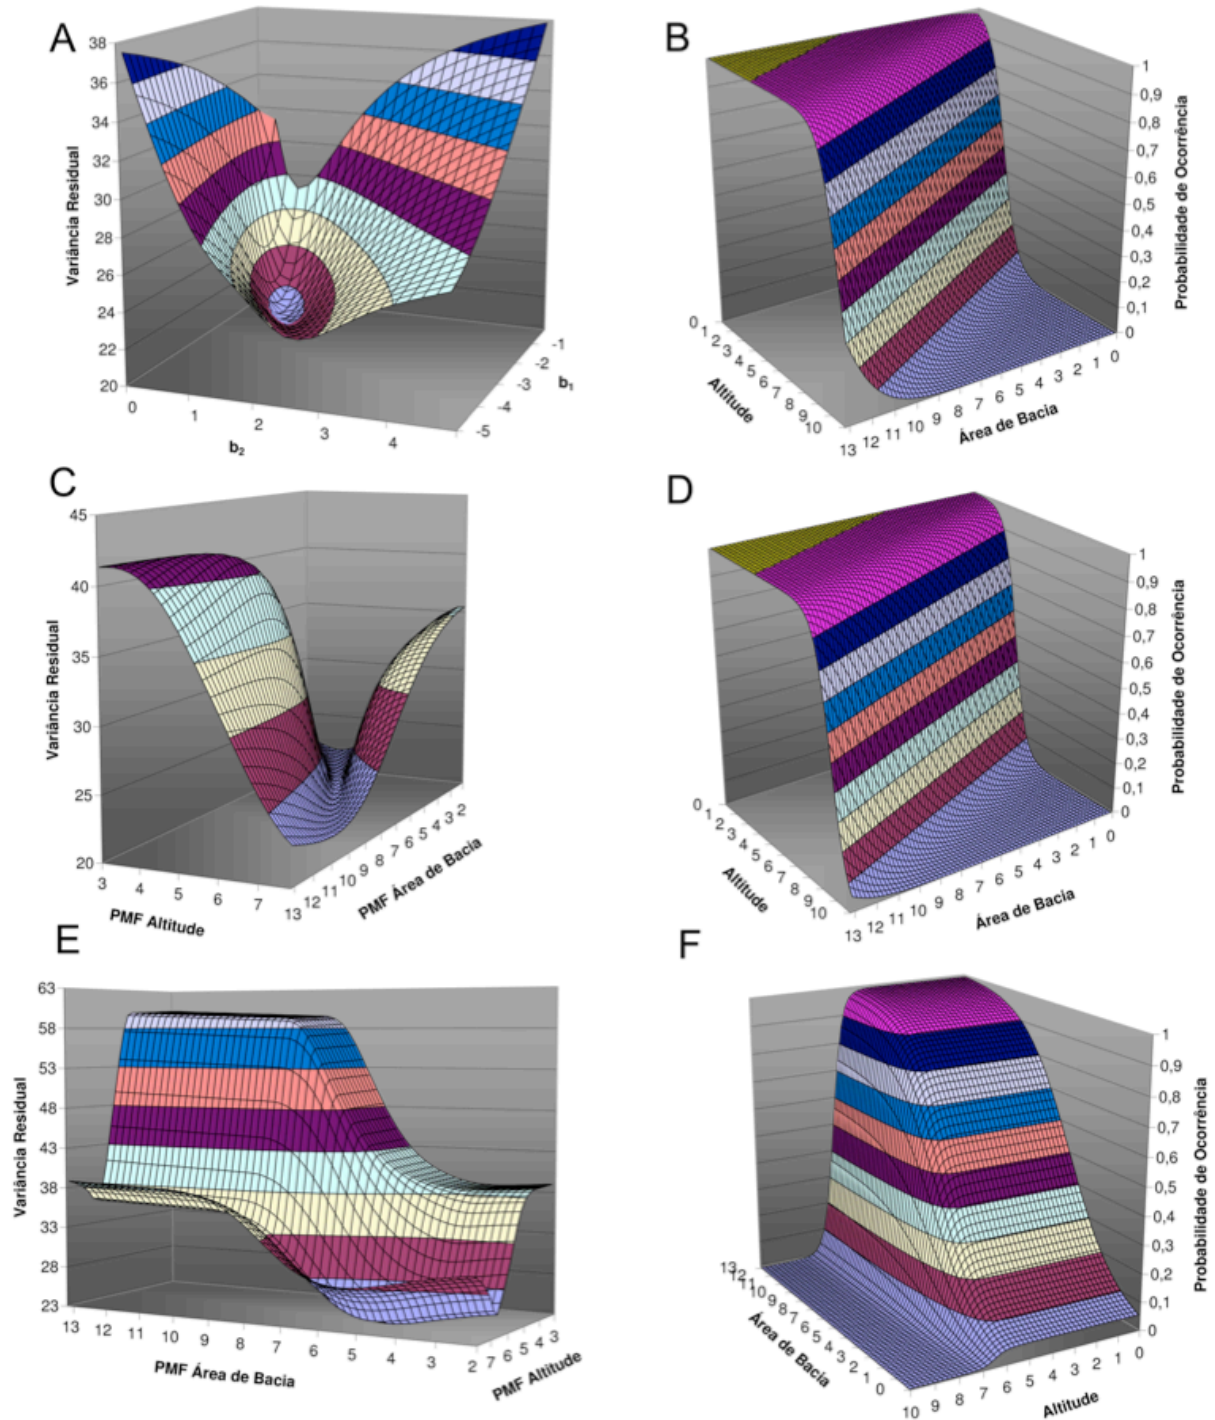 A
38
36
34
32
30
28
26
24
22
20
Variância Residual
0
1
2
3
4
b₂
-1
-2
-3
-4
-5
b₁
B
1
0,9
0,8
0,7
0,6
0,5
0,4
0,3
0,2
0,1
0
Probabilidade de Ocorrência
0 1 2 3 4 5 6 7 8 9 10
Altitude
13 12 11 10 9 8 7 6 5 4 3 2 1 0
Área de Bacia
C
45
40
35
30
25
20
Variância Residual
3 4 5 6 7
PMF Altitude
13 12 11 10 9 8 7 6 5 4 3 2
PMF Área de Bacia
D
1
0,9
0,8
0,7
0,6
0,5
0,4
0,3
0,2
0,1
0
Probabilidade de Ocorrência
0 1 2 3 4 5 6 7 8 9 10
Altitude
13 12 11 10 9 8 7 6 5 4 3 2 1 0
Área de Bacia
E
63
58
53
48
43
38
33
28
23
Variância Residual
13 12 11 10 9 8 7 6 5 4 3 2
PMF Área de Bacia
7 6 5 4 3
PMF Altitude
F
1
0,9
0,8
0,7
0,6
0,5
0,4
0,3
0,2
0,1
0
Probabilidade de Ocorrência
13 12 11 10 9 8 7 6 5 4 3 2 1 0
Área de Bacia
10 9 8 7 6 5 4 3 2 1 0
Altitude